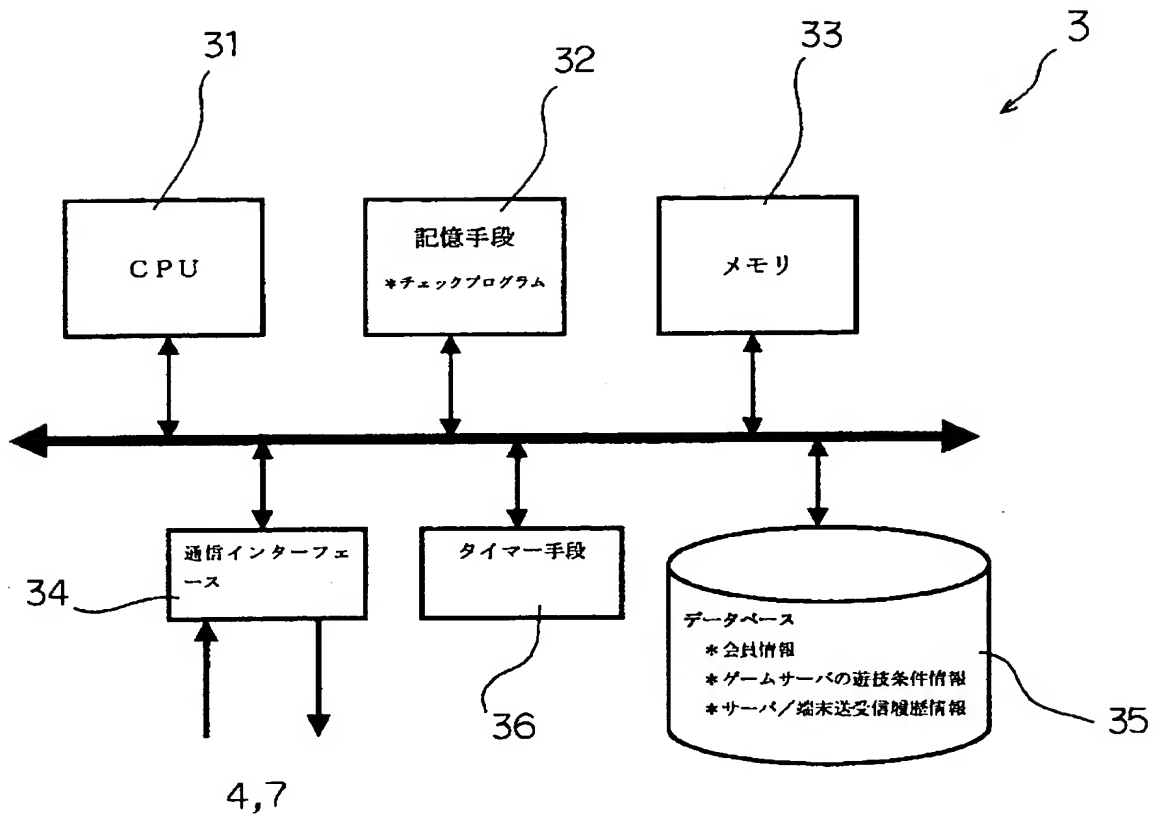 31
32
33
3
CPU
記憶手段
*チェックプログラム
メモリ
通信インターフェ
ース
タイマー手段
データベース
*会員情報
*ゲームサーバの遊技条件情報
*サーバ/端末送受信履歴情報
34
36
35
4,7